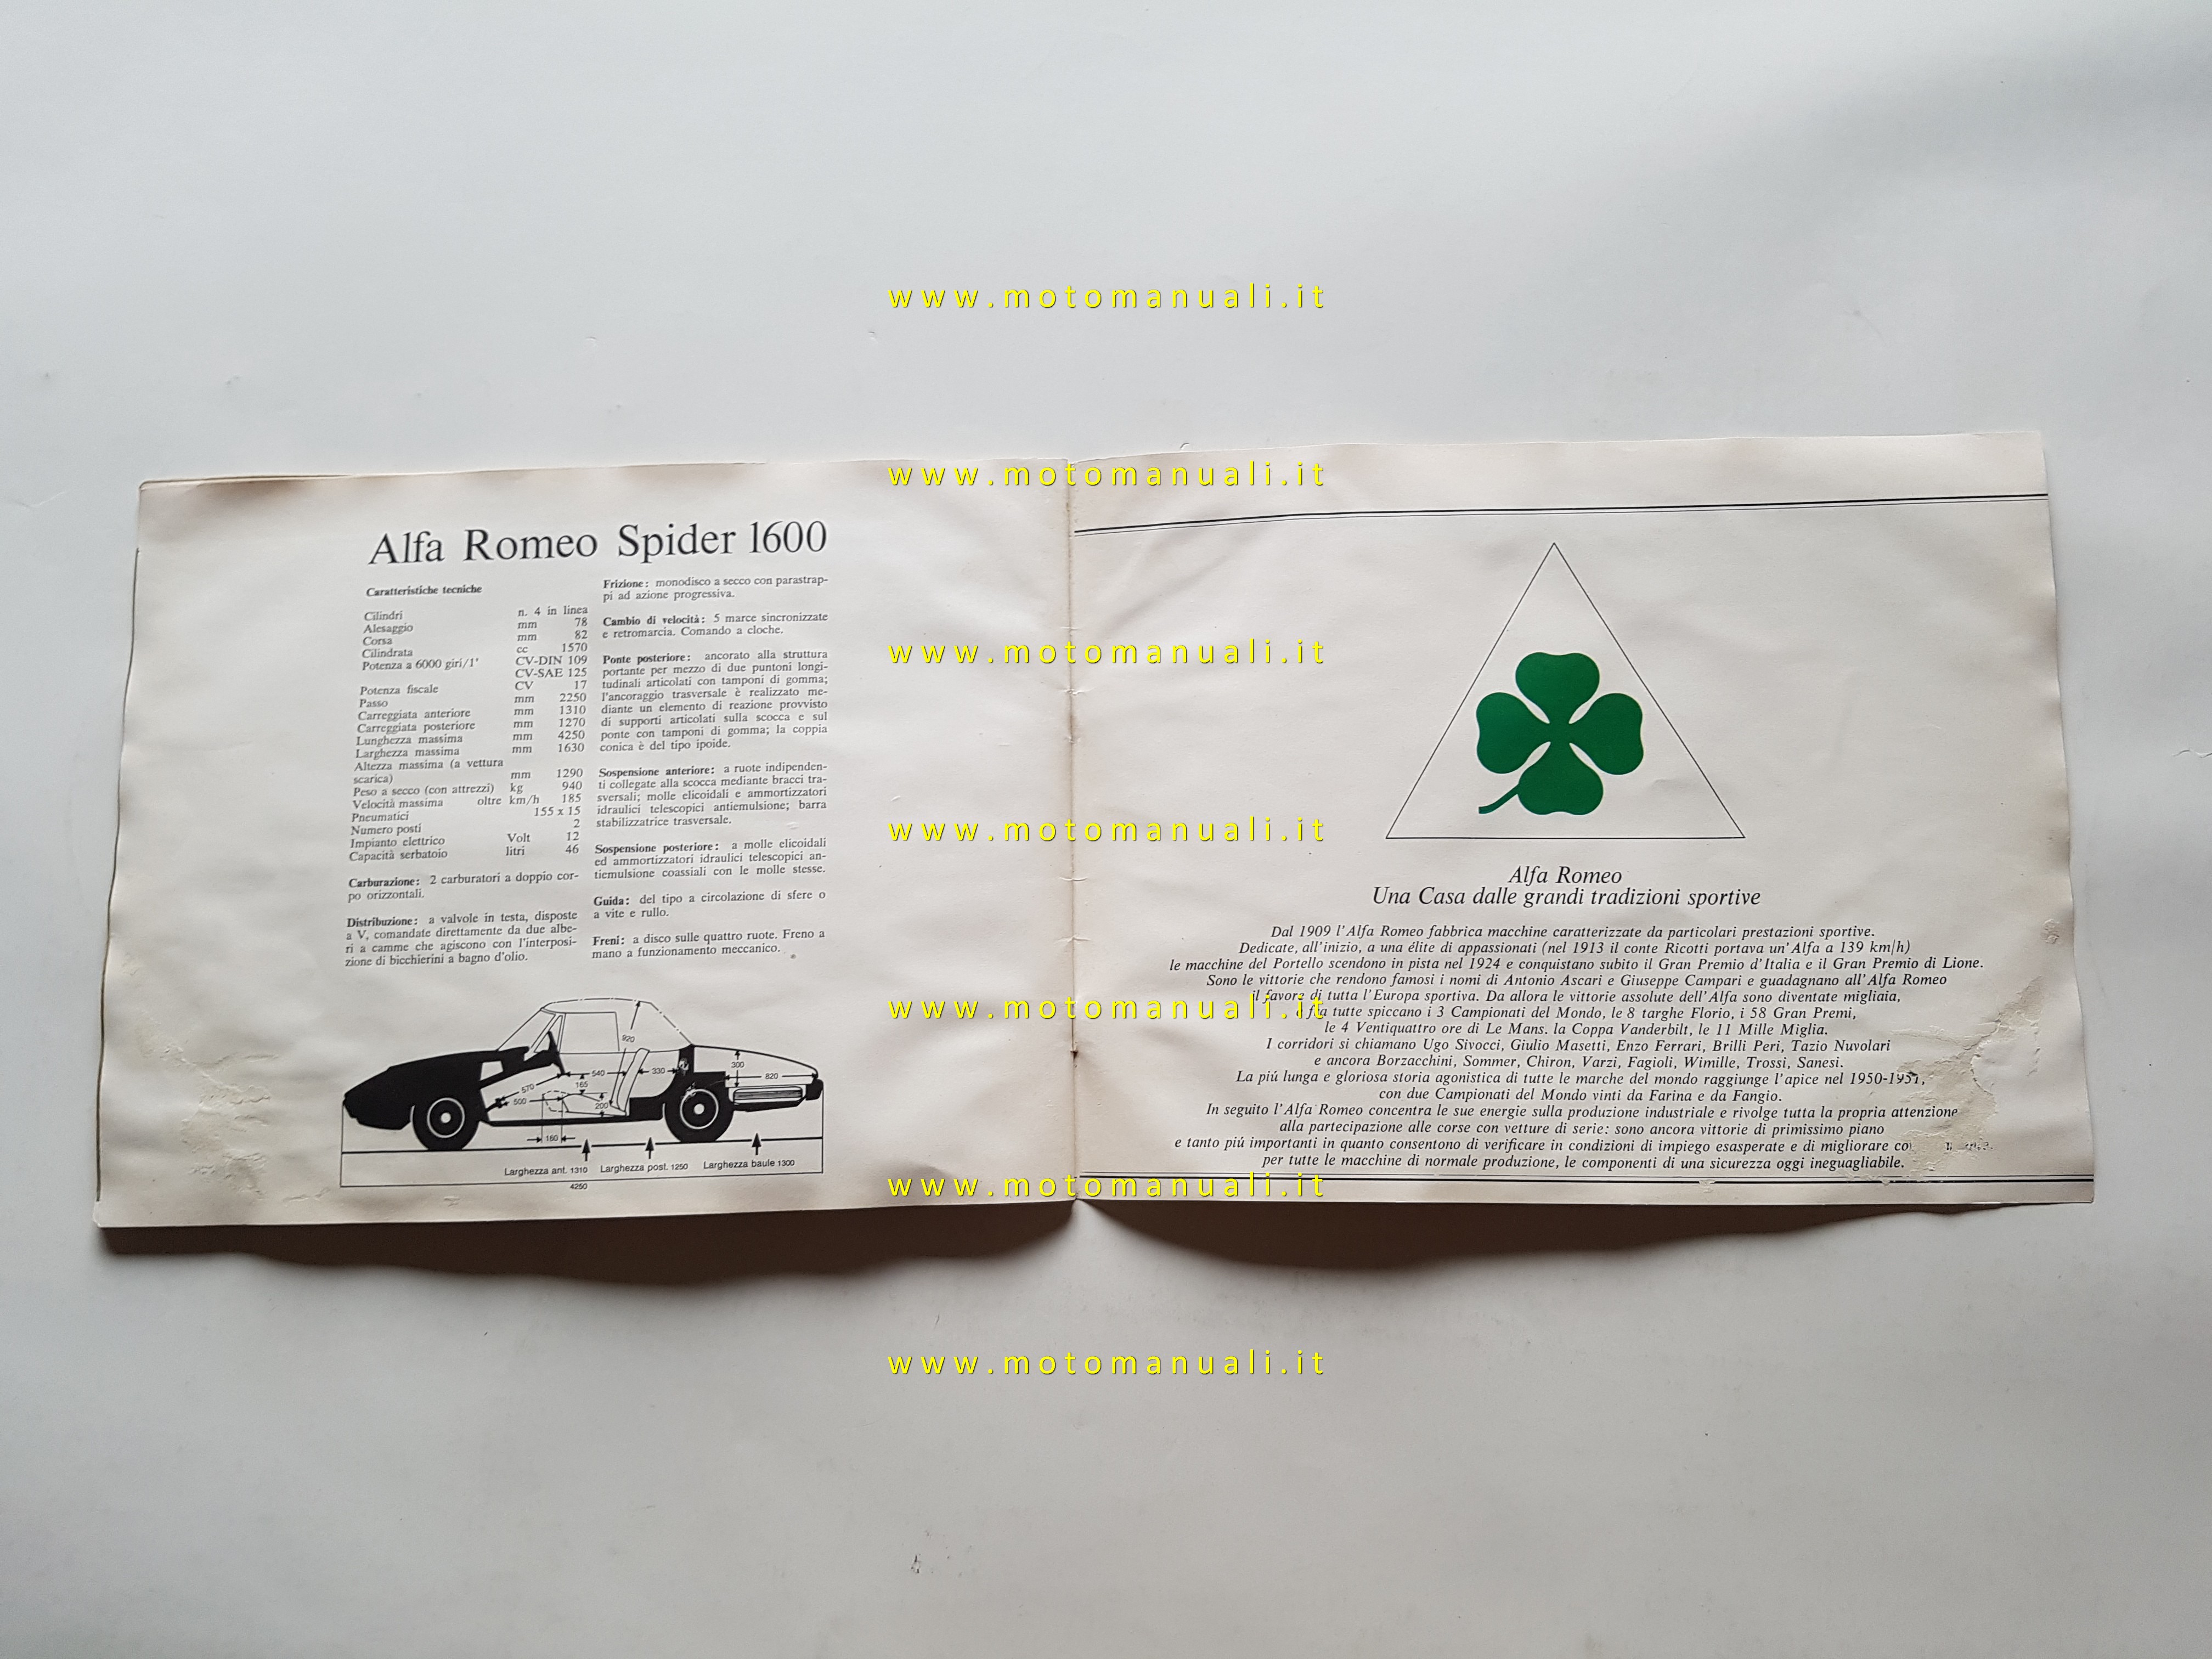 www.motomanuali.it
www.motomanuali.it
www.motomanuali.it
www.motomanuali.it
www.motomanuali.it
www.motomanuali.it
www.motomanuali.it
Alfa Romeo Spider 1600
Caratteristiche tecniche
Cilindri n. 4 in linea
Alesaggio mm 78
Corsa mm 82
Cilindrata cc 1570
Potenza a 6000 giri/1' CV-DIN 109
CV-SAE 125
Potenza fiscale CV 17
Passo mm 2250
Carreggiata anteriore mm 1310
Carreggiata posteriore mm 1270
Lunghezza massima mm 4250
Larghezza massima mm 1630
Altezza massima (a vettura
scarica) mm 1290
Peso a secco (con attrezzi) kg 940
Velocità massima oltre km/h 185
Pneumatici 155 x 15
Numero posti 2
Impianto elettrico Volt 12
Capacità serbatoio litri 46
Carburazione: 2 carburatori a doppio cor-
po orizzontali.
Distribuzione: a valvole in testa, disposte
a V, comandate direttamente da due albe-
ri a camme che agiscono con l'interposi-
zione di bicchierini a bagno d'olio.
Frizione: monodisco a secco con parastrap-
pi ad azione progressiva.
Cambio di velocità: 5 marce sincronizzate
e retromarcia. Comando a cloche.
Ponte posteriore: ancorato alla struttura
portante per mezzo di due puntoni longi-
tudinali articolati con tamponi di gomma;
l'ancoraggio trasversale è realizzato me-
diante un elemento di reazione provvisto
di supporti articolati sulla scocca e sul
ponte con tamponi di gomma; la coppia
conica è del tipo ipoide.
Sospensione anteriore: a ruote indipenden-
ti collegate alla scocca mediante bracci tra-
sversali; molle elicoidali e ammortizzatori
idraulici telescopici antiemulsione; barra
stabilizzatrice trasversale.
Sospensione posteriore: a molle elicoidali
ed ammortizzatori idraulici telescopici an-
tiemulsione coassiali con le molle stesse.
Guida: del tipo a circolazione di sfere o
a vite e rullo.
Freni: a disco sulle quattro ruote. Freno a
mano a funzionamento meccanico.
920
570 540 165 330 300 820
500 200
160
Larghezza ant. 1310 Larghezza post. 1250 Larghezza baule 1300
4250
Alfa Romeo
Una Casa dalle grandi tradizioni sportive
Dal 1909 l'Alfa Romeo fabbrica macchine caratterizzate da particolari prestazioni sportive.
Dedicate, all'inizio, a una élite di appassionati (nel 1913 il conte Ricotti portava un'Alfa a 139 km/h)
le macchine del Portello scendono in pista nel 1924 e conquistano subito il Gran Premio d'Italia e il Gran Premio di Lione.
Sono le vittorie che rendono famosi i nomi di Antonio Ascari e Giuseppe Campari e guadagnano all'Alfa Romeo
il favore di tutta l'Europa sportiva. Da allora le vittorie assolute dell'Alfa sono diventate migliaia,
e fra tutte spiccano i 3 Campionati del Mondo, le 8 targhe Florio, i 58 Gran Premi,
le 4 Ventiquattro ore di Le Mans. la Coppa Vanderbilt, le 11 Mille Miglia.
I corridori si chiamano Ugo Sivocci, Giulio Masetti, Enzo Ferrari, Brilli Peri, Tazio Nuvolari
e ancora Borzacchini, Sommer, Chiron, Varzi, Fagioli, Wimille, Trossi, Sanesi.
La piú lunga e gloriosa storia agonistica di tutte le marche del mondo raggiunge l'apice nel 1950-1951,
con due Campionati del Mondo vinti da Farina e da Fangio.
In seguito l'Alfa Romeo concentra le sue energie sulla produzione industriale e rivolge tutta la propria attenzione
alla partecipazione alle corse con vetture di serie: sono ancora vittorie di primissimo piano
e tanto piú importanti in quanto consentono di verificare in condizioni di impiego esasperate e di migliorare
per tutte le macchine di normale produzione, le componenti di una sicurezza oggi ineguagliabile.